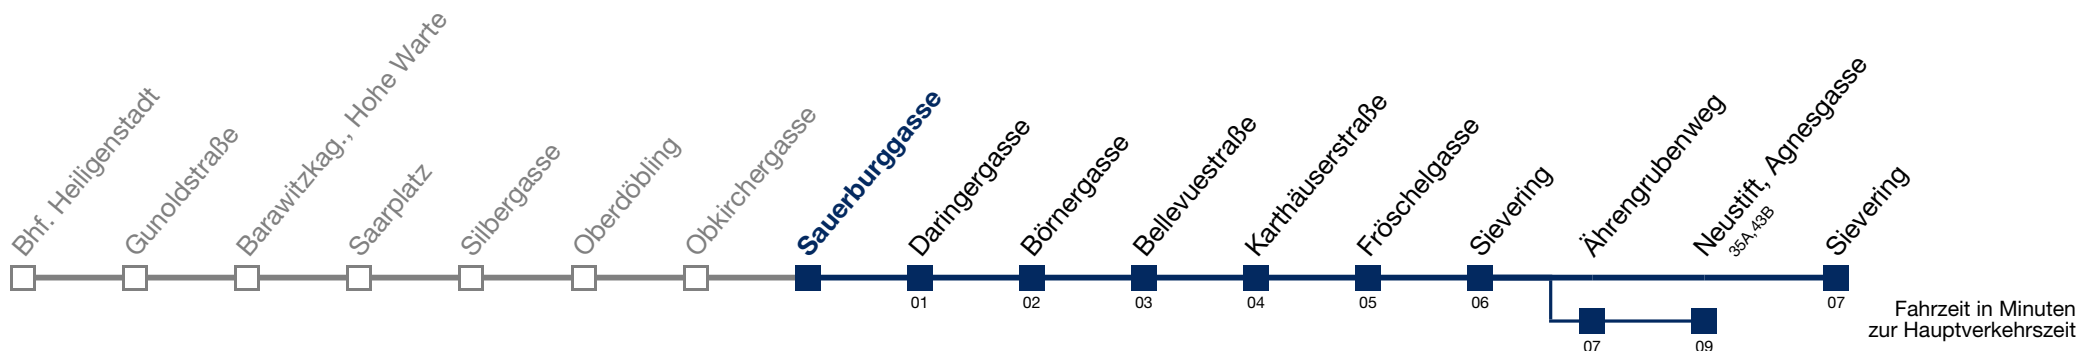 Bhf. Heiligenstadt
Gunoldstraße
Barawitzkag., Hohe Warte
Saarplatz
Silbergasse
Oberdöbling
Obkirchergasse
Sauerburggasse
Daringergasse
Börnergasse
Bellevuestraße
Karthäuserstraße
Fröschelgasse
Sievering
Ährengrubenweg
Neustift, Agnesgasse
35A,43B
Sievering
01
02
03
04
05
06
07
07
09
Fahrzeit in Minuten
zur Hauptverkehrszeit